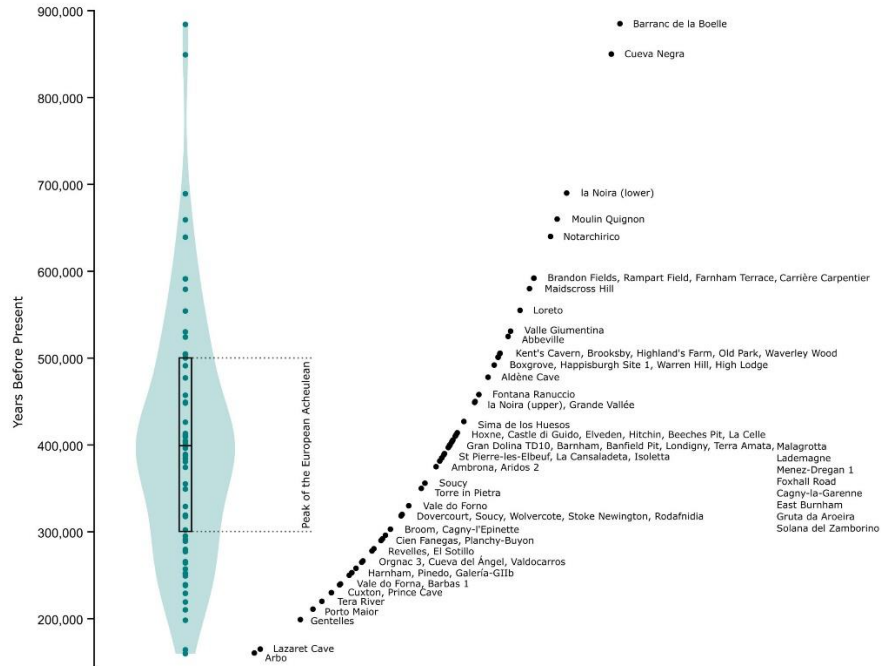 900,000
800,000
700,000
600,000
500,000
400,000
300,000
200,000
Years Before Present
Peak of the European Acheulean
Barranc de la Boelle
Cueva Negra
la Noira (lower)
Moulin Quignon
Notarchirico
Brandon Fields, Rampart Field, Farnham Terrace, Carrière Carpentier
Maidscross Hill
Loreto
Valle Giumentina
Abbeville
Kent's Cavern, Brooksby, Highland's Farm, Old Park, Waverley Wood
Boxgrove, Happisburgh Site 1, Warren Hill, High Lodge
Aldène Cave
Fontana Ranuccio
la Noira (upper), Grande Vallée
Sima de los Huesos
Hoxne, Castle di Guido, Elveden, Hitchin, Beeches Pit, La Celle
Gran Dolina TD10, Barnham, Banfield Pit, Londigny, Terra Amata, Malagrotta
Lademagne
Menez-Dregan 1
Foxhall Road
Cagny-la-Garenne
East Burnham
Gruta da Aroeira
Solana del Zamborino
St Pierre-les-Elbeuf, La Cansaladeta, Isoletta
Ambrona, Aridos 2
Soucy
Torre in Pietra
Vale do Forno
Dovercourt, Soucy, Wolvercote, Stoke Newington, Rodafnidia
Broom, Cagny-l'Epinette
Cien Fanegas, Planchy-Buyon
Revelles, El Sotillo
Orgnac 3, Cueva del Ángel, Valdocarros
Harnham, Pinedo, Galería-GIIb
Vale do Forna, Barbas 1
Cuxton, Prince Cave
Tera River
Porto Maior
Gentelles
Lazaret Cave
Arbo